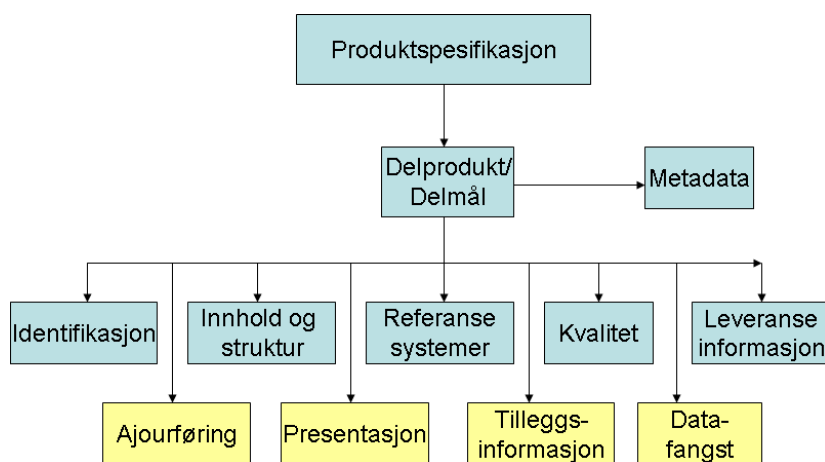 Produktspesifikasjon
Delprodukt/
Delmål
Metadata
Identifikasjon
Innhold og
struktur
Referanse
systemer
Kvalitet
Leveranse
informasjon
Ajourføring
Presentasjon
Tilleggs-
informasjon
Data-
fangst